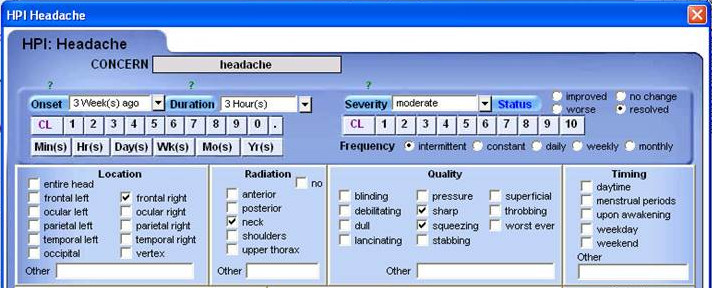 HPI Headache
HPI: Headache
CONCERN headache
? ? ?
Onset 3 Week(s) ago Duration 3 Hour(s) Severity moderate Status improved no change
worse resolved
CL 1 2 3 4 5 6 7 8 9 0 . CL 1 2 3 4 5 6 7 8 9 10
Min(s) Hr(s) Day(s) Wk(s) Mo(s) Yr(s) Frequency intermittent constant daily weekly monthly
Location
entire head
frontal left frontal right
ocular left ocular right
parietal left parietal right
temporal left temporal right
occipital vertex
Other
Radiation
no
anterior
posterior
neck
shoulders
upper thorax
Other
Quality
blinding pressure superficial
debilitating sharp throbbing
dull squeezing worst ever
lancinating stabbing
Other
Timing
daytime
menstrual periods
upon awakening
weekday
weekend
Other